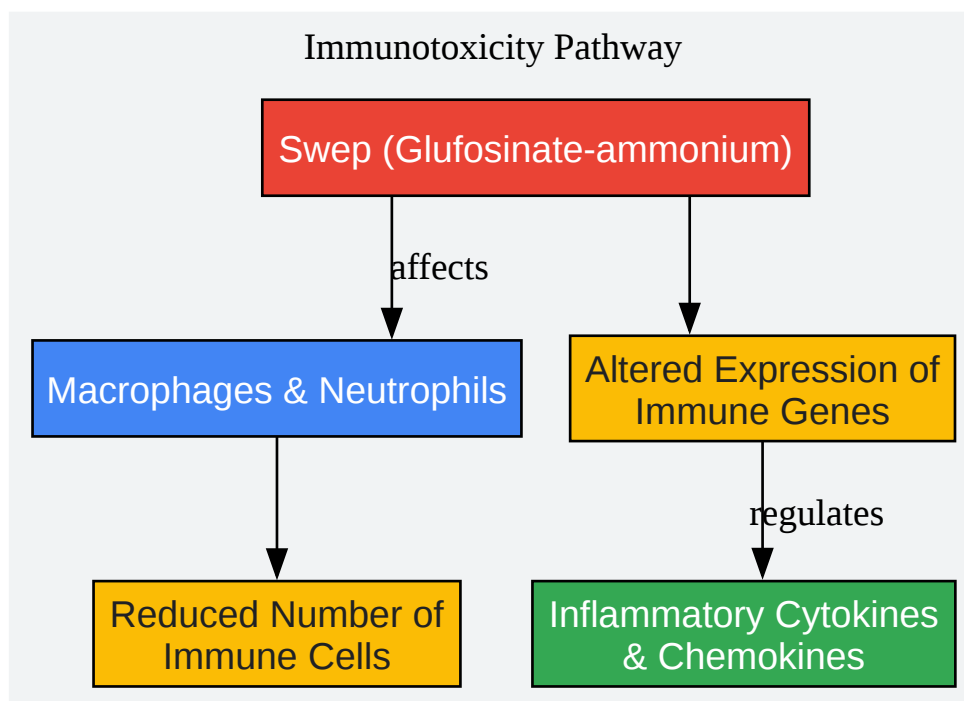 Immunotoxicity Pathway
Swep (Glufosinate-ammonium)
affects
Macrophages & Neutrophils
Altered Expression of
Immune Genes
regulates
Reduced Number of
Immune Cells
Inflammatory Cytokines
& Chemokines